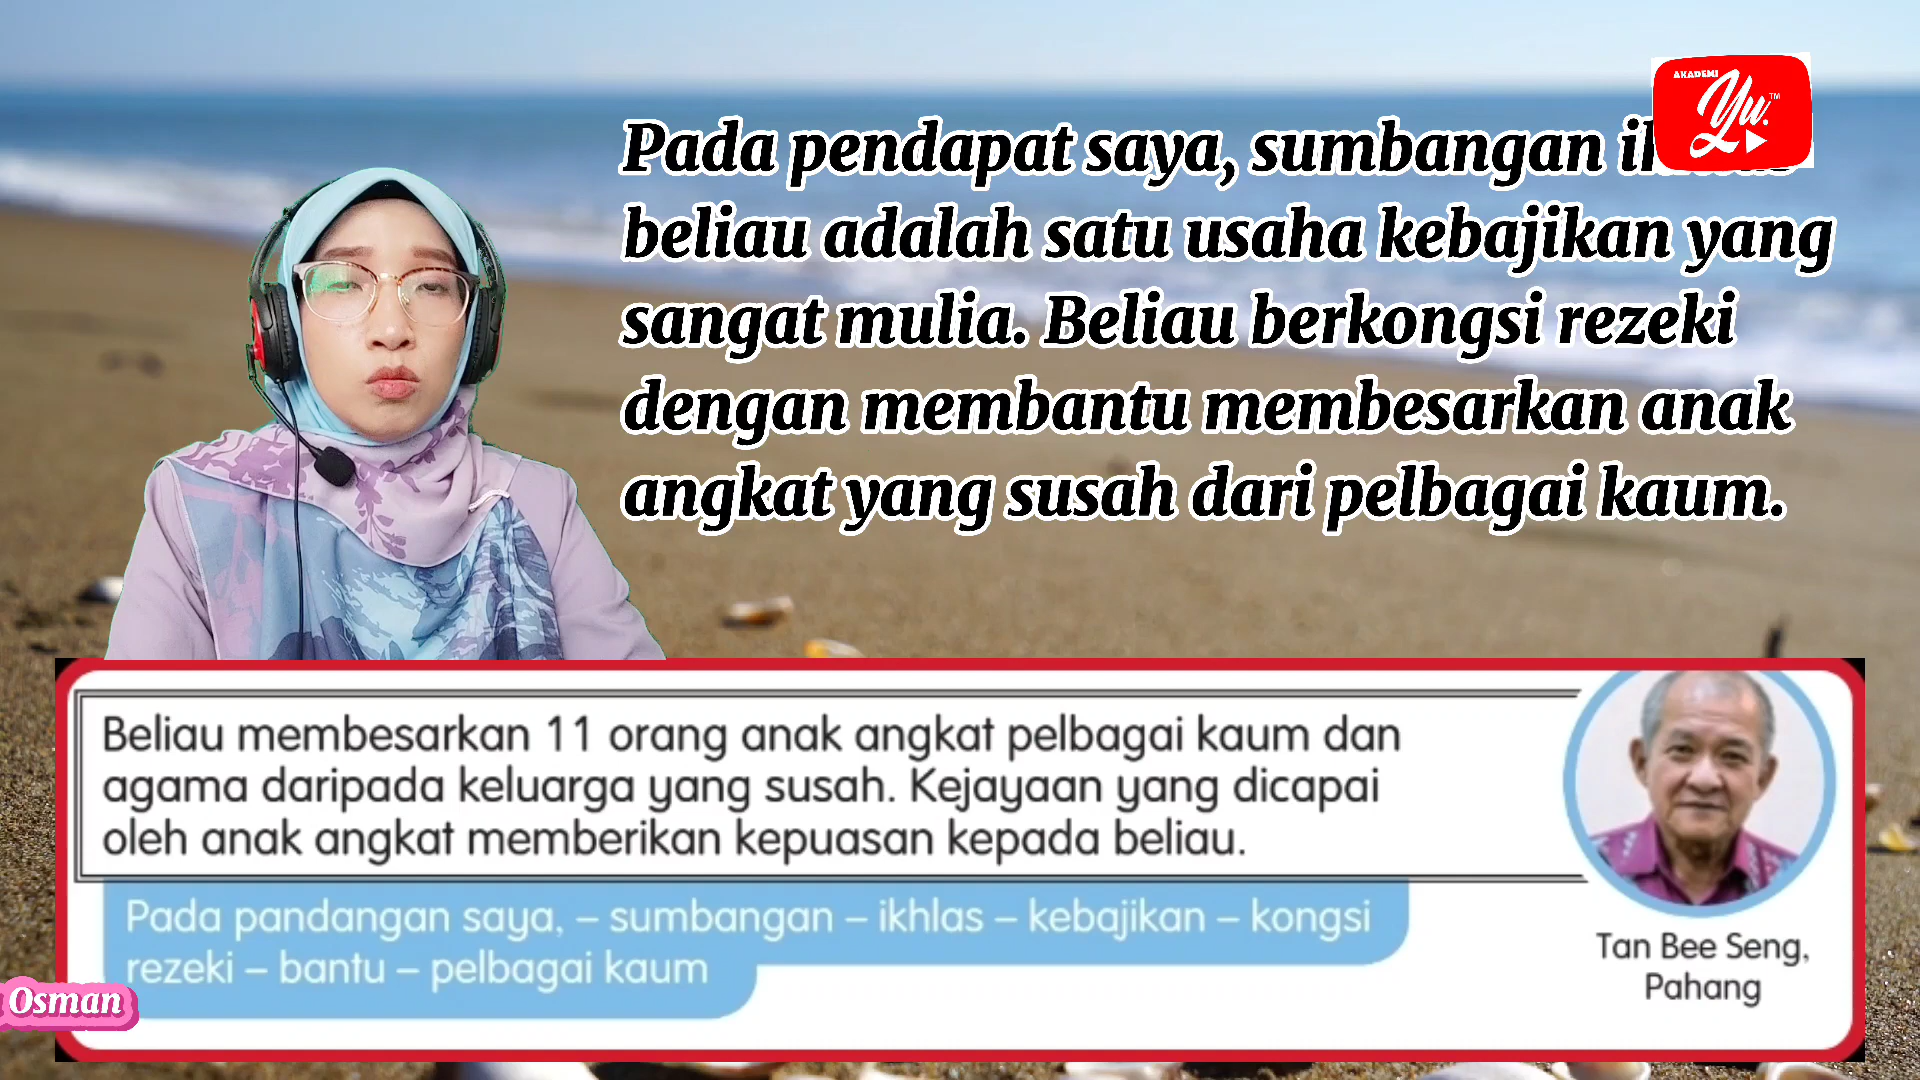 AKADEMI
Yu. TM
Pada pendapat saya, sumbangan
beliau adalah satu usaha kebajikan yang
sangat mulia. Beliau berkongsi rezeki
dengan membantu membesarkan anak
angkat yang susah dari pelbagai kaum.
Beliau membesarkan 11 orang anak angkat pelbagai kaum dan
agama daripada keluarga yang susah. Kejayaan yang dicapai
oleh anak angkat memberikan kepuasan kepada beliau.
Pada pandangan saya, – sumbangan – ikhlas – kebajikan – kongsi
rezeki – bantu – pelbagai kaum
Tan Bee Seng,
Pahang
Osman